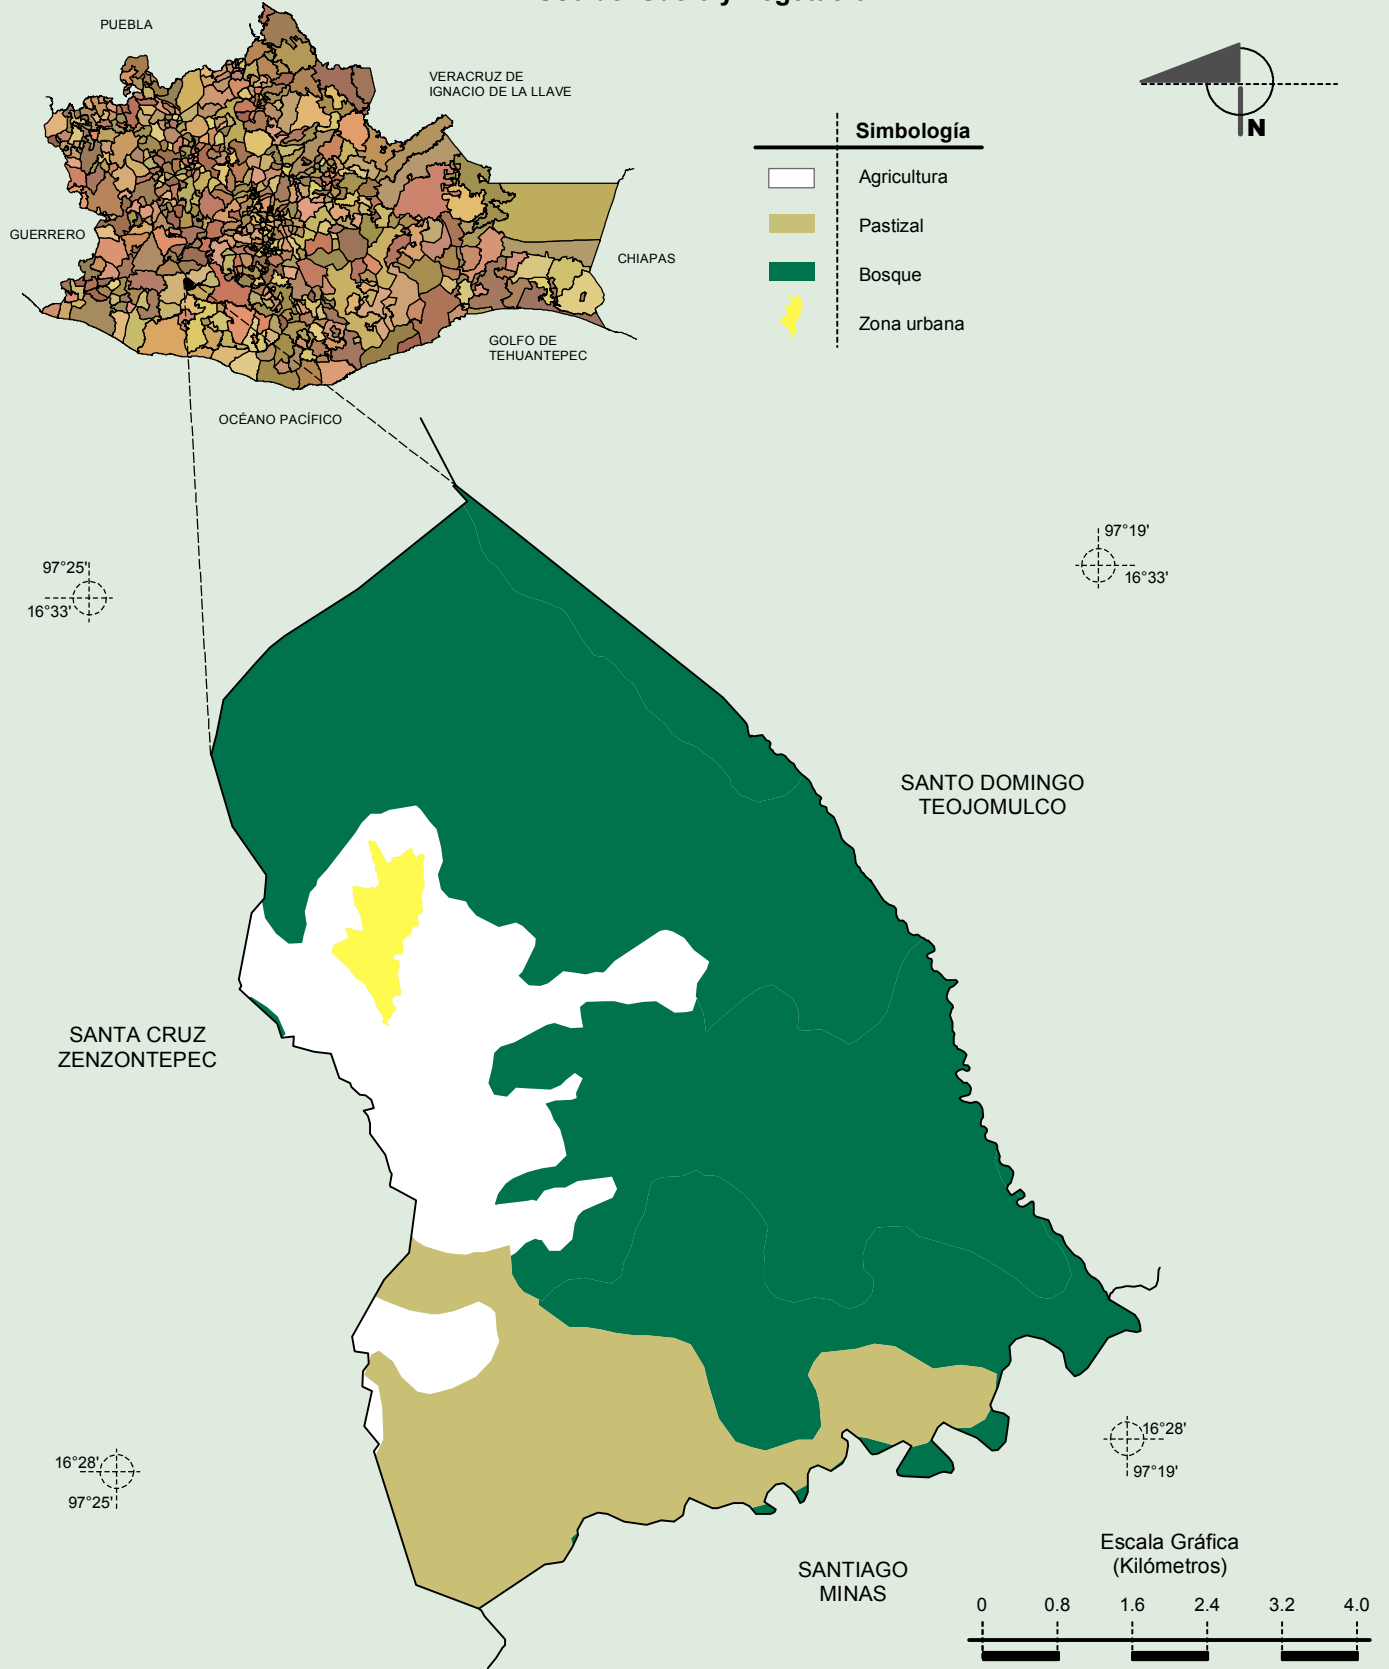 PUEBLA
VERACRUZ DE
IGNACIO DE LA LLAVE
GUERRERO
CHIAPAS
GOLFO DE
TEHUANTEPEC
OCÉANO PACÍFICO
N
Simbología
Agricultura
Pastizal
Bosque
Zona urbana
97°25'
16°33'
97°19'
16°33'
SANTO DOMINGO
TEOJOMULCO
SANTA CRUZ
ZENZONTEPEC
16°28'
97°25'
16°28'
97°19'
SANTIAGO
MINAS
Escala Gráfica
(Kilómetros)
0 0.8 1.6 2.4 3.2 4.0